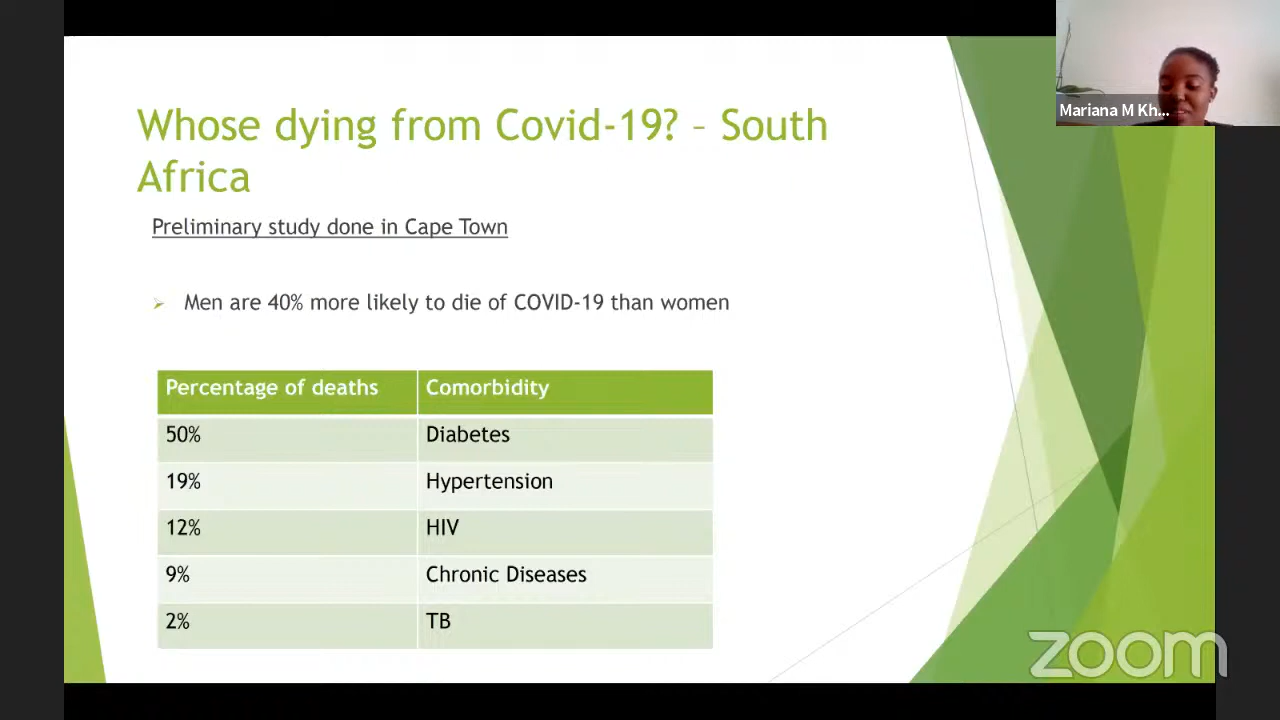 Mariana M Kh...
Whose dying from Covid-19? – South
Africa
Preliminary study done in Cape Town
Men are 40% more likely to die of COVID-19 than women
Percentage of deaths Comorbidity
50% Diabetes
19% Hypertension
12% HIV
9% Chronic Diseases
2% TB
zoom